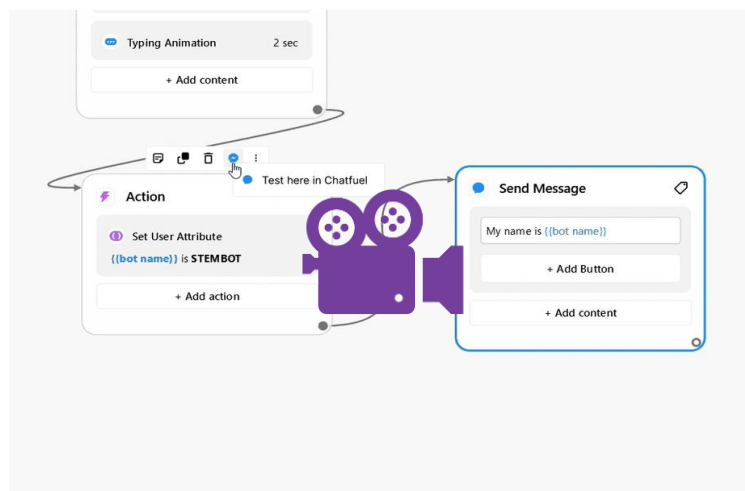 Typing Animation 2 sec
+ Add content
Test here in Chatfuel
Action
Set User Attribute
{{bot name}} is STEMBOT
+ Add action
Send Message
My name is {{bot name}}
+ Add Button
+ Add content